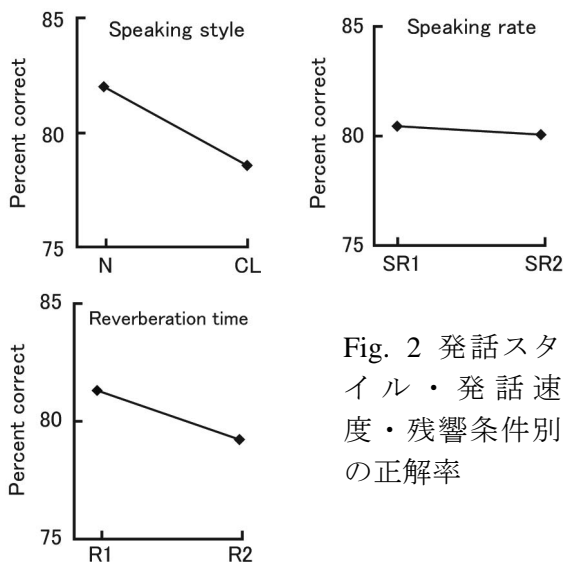 85
Speaking style
Percent correct
80
75
N CL
85
Speaking rate
Percent correct
80
75
SR1 SR2
85
Reverberation time
Percent correct
80
75
R1 R2
Fig. 2 発話スタ
イル・発話速
度・残響条件別
の正解率